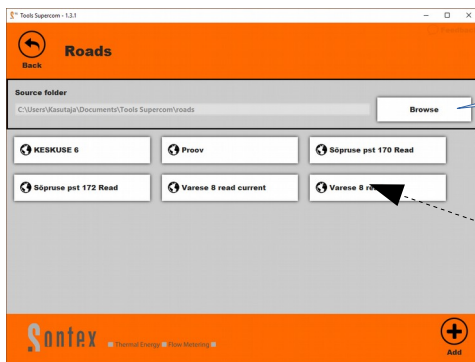 Tools Supercom - 1.3.1
Roads
Back
Source folder
C:\Users\Kasutaja\Documents\Tools Supercom\roads
Browse
KESKUSE 6
Proov
Sõpruse pst 170 Read
Sõpruse pst 172 Read
Varese 8 read current
Varese 8
Sontex
Thermal Energy Flow Metering
Add